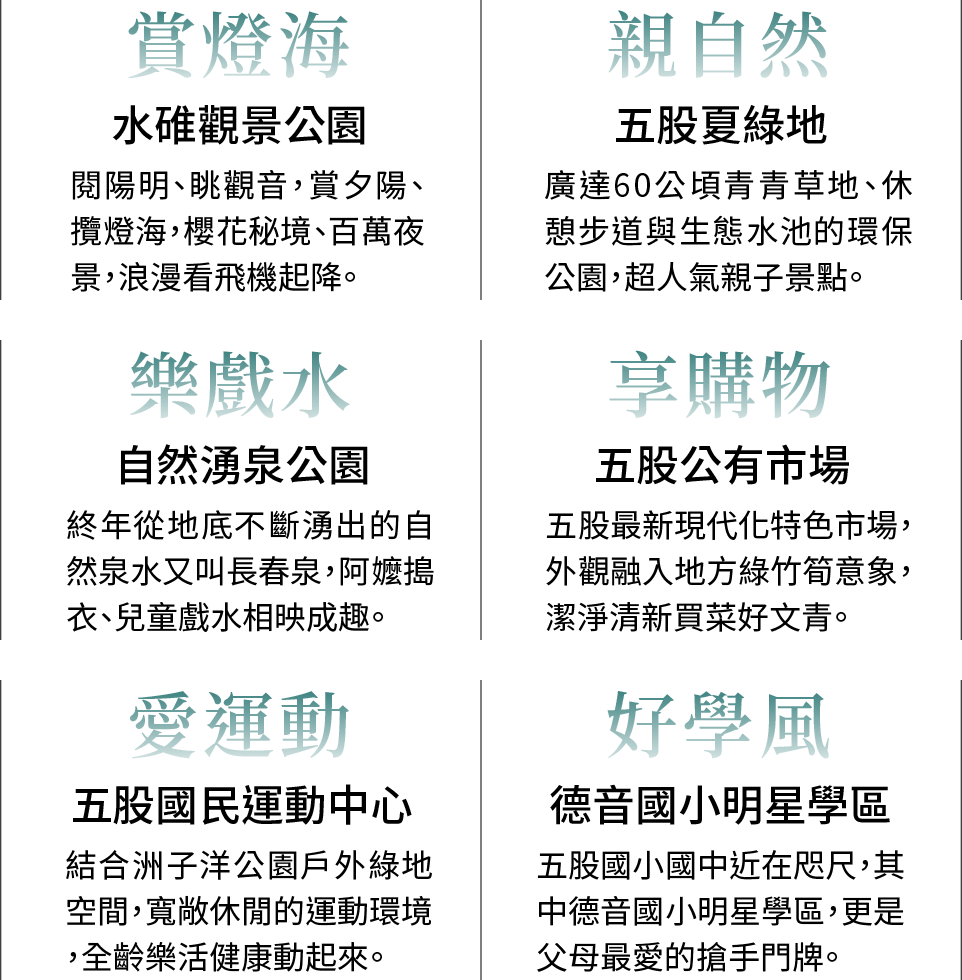 賞燈海
水碓觀景公園
閱陽明、眺觀音，賞夕陽、
攬燈海，櫻花秘境、百萬夜
景，浪漫看飛機起降。
親自然
五股夏綠地
廣達60公頃青青草地、休
憩步道與生態水池的環保
公園，超人氣親子景點。
樂戲水
自然湧泉公園
終年從地底不斷湧出的自
然泉水又叫長春泉，阿嬤搗
衣、兒童戲水相映成趣。
享購物
五股公有市場
五股最新現代化特色市場，
外觀融入地方綠竹筍意象，
潔淨清新買菜好文青。
愛運動
五股國民運動中心
結合洲子洋公園戶外綠地
空間，寬敞休閒的運動環境
，全齡樂活健康動起來。
好學風
德音國小明星學區
五股國小國中近在咫尺，其
中德音國小明星學區，更是
父母最愛的搶手門牌。